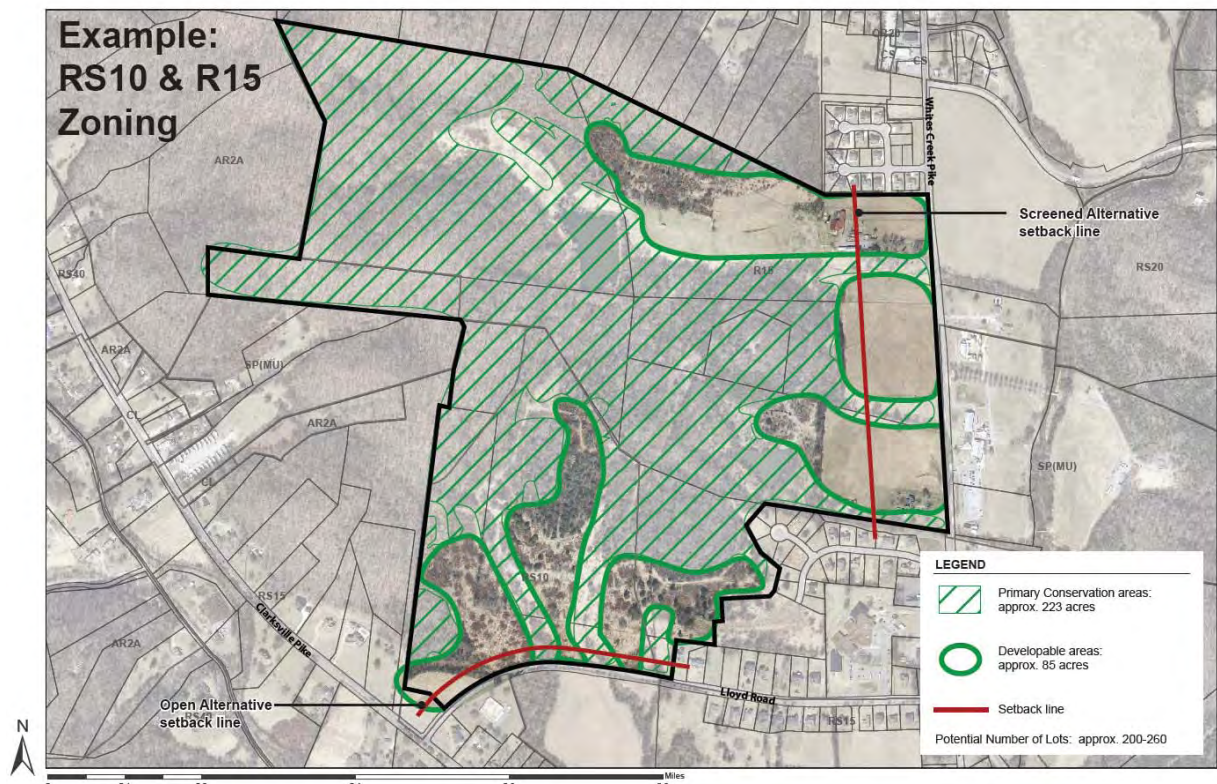 Example:
RS10 & R15
Zoning
OR20
CS
CS
Whites Creek Pike
AR2A
Screened Alternative
setback line
RS40
R15
RS20
AR2A
SP(MU)
CL
AR2A
CL
SP(MU)
RS10
RS15
Clarksville Pike
AR2A
Open Alternative
setback line
RS40
Lloyd Road
RS15
LEGEND
Primary Conservation areas:
approx. 223 acres
Developable areas:
approx. 85 acres
Setback line
Potential Number of Lots: approx. 200-260
N
Miles